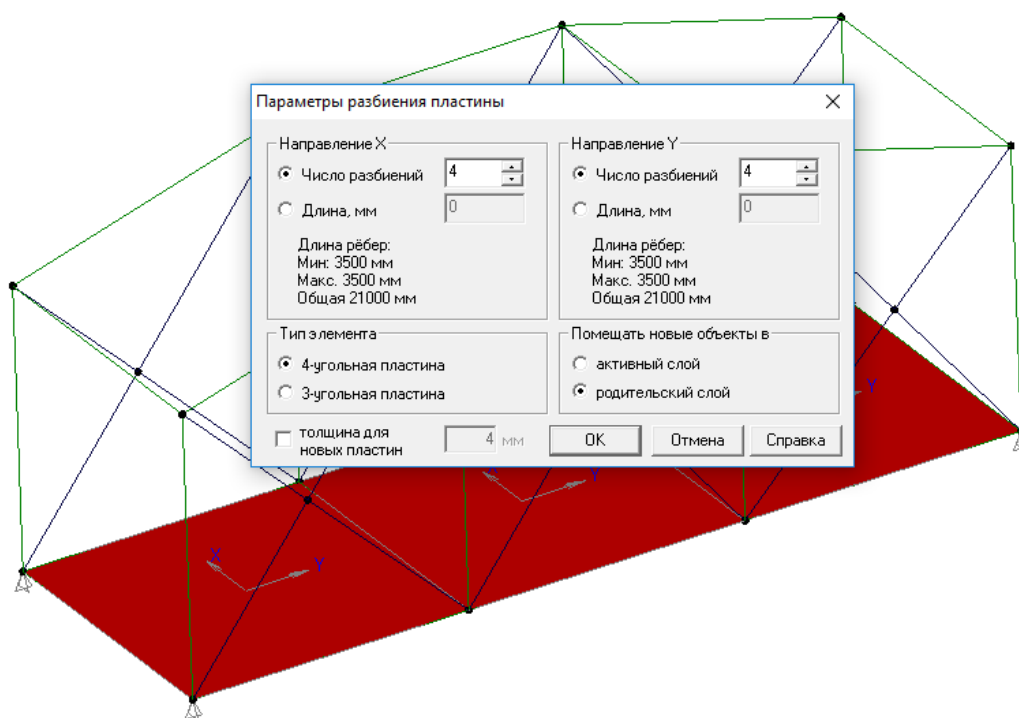 Параметры разбиения пластины
Направление X
Число разбиений 4
Длина, мм 0
Длина рёбер:
Мин: 3500 мм
Макс. 3500 мм
Общая 21000 мм
Направление Y
Число разбиений 4
Длина, мм 0
Длина рёбер:
Мин: 3500 мм
Макс. 3500 мм
Общая 21000 мм
Тип элемента
4-угольная пластина
3-угольная пластина
Помещать новые объекты в
активный слой
родительский слой
толщина для
новых пластин
4 мм
OK
Отмена
Справка
Y
X
Y
X
Y